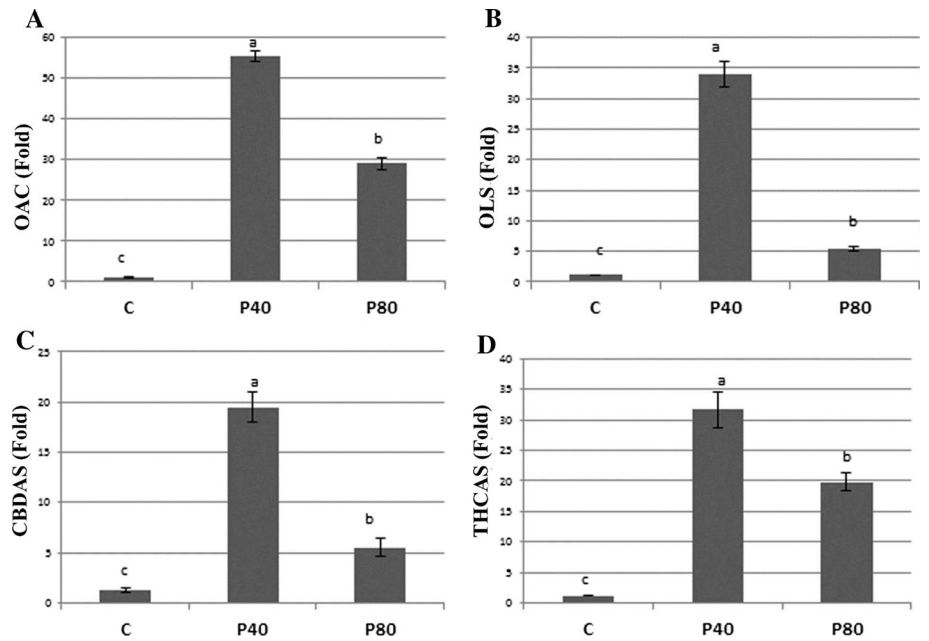 A
OAC (Fold)
60
50
40
30
20
10
0
c
a
b
C P40 P80
B
OLS (Fold)
40
35
30
25
20
15
10
5
0
c
a
b
C P40 P80
C
CBDAS (Fold)
25
20
15
10
5
0
c
a
b
C P40 P80
D
THCAS (Fold)
40
35
30
25
20
15
10
5
0
c
a
b
C P40 P80